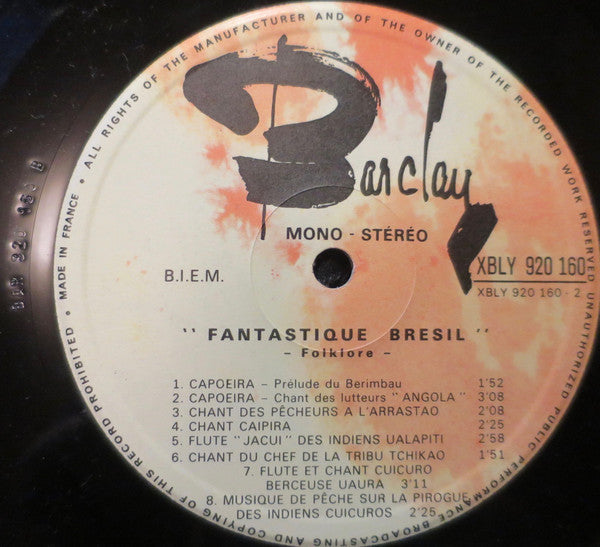 ALL RIGHTS OF THE MANUFACTURER AND OF THE OWNER OF THE RECORDED WORK RESERVED UNAUTHORIZED PUBLIC PERFORMANCE BROADCASTING AND COPYING OF THIS RECORD PROHIBITED • MADE IN FRANCE •
Barclay
MONO - STÉRÉO
B.I.E.M.
XBLY 920 160
XBLY 920 160 - 2
" FANTASTIQUE BRESIL "
- Folklore -
1. CAPOEIRA - Prélude du Berimbau 1'52
2. CAPOEIRA - Chant des lutteurs "ANGOLA" 3'08
3. CHANT DES PÊCHEURS A L'ARRASTAO 2'08
4. CHANT CAIPIRA 2'25
5. FLUTE "JACUI" DES INDIENS UALAPITI 2'58
6. CHANT DU CHEF DE LA TRIBU TCHIKAO 1'51
7. FLUTE ET CHANT CUICURO
BERCEUSE UAURA 3'11
8. MUSIQUE DE PÊCHE SUR LA PIROGUE
DES INDIENS CUICUROS 2'25